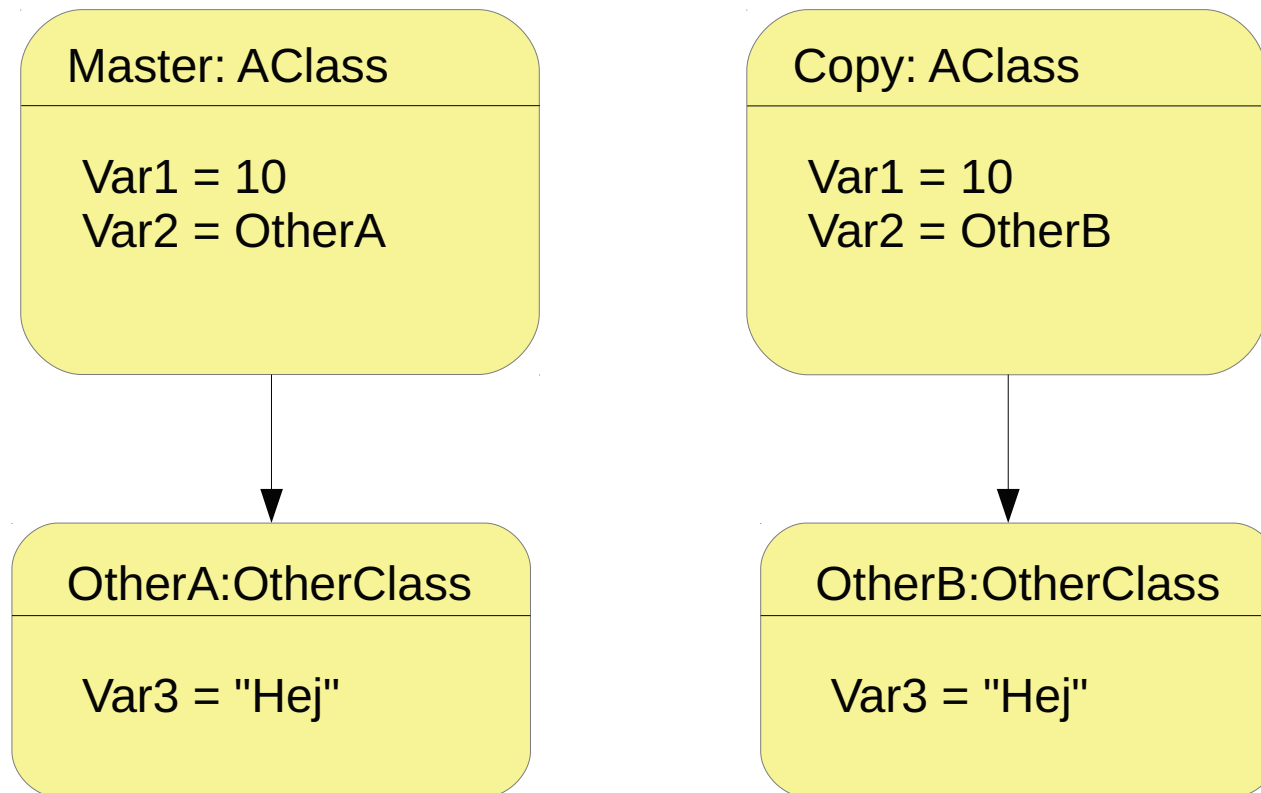 Master: AClass
Var1 = 10
Var2 = OtherA
Copy: AClass
Var1 = 10
Var2 = OtherB
OtherA:OtherClass
Var3 = "Hej"
OtherB:OtherClass
Var3 = "Hej"